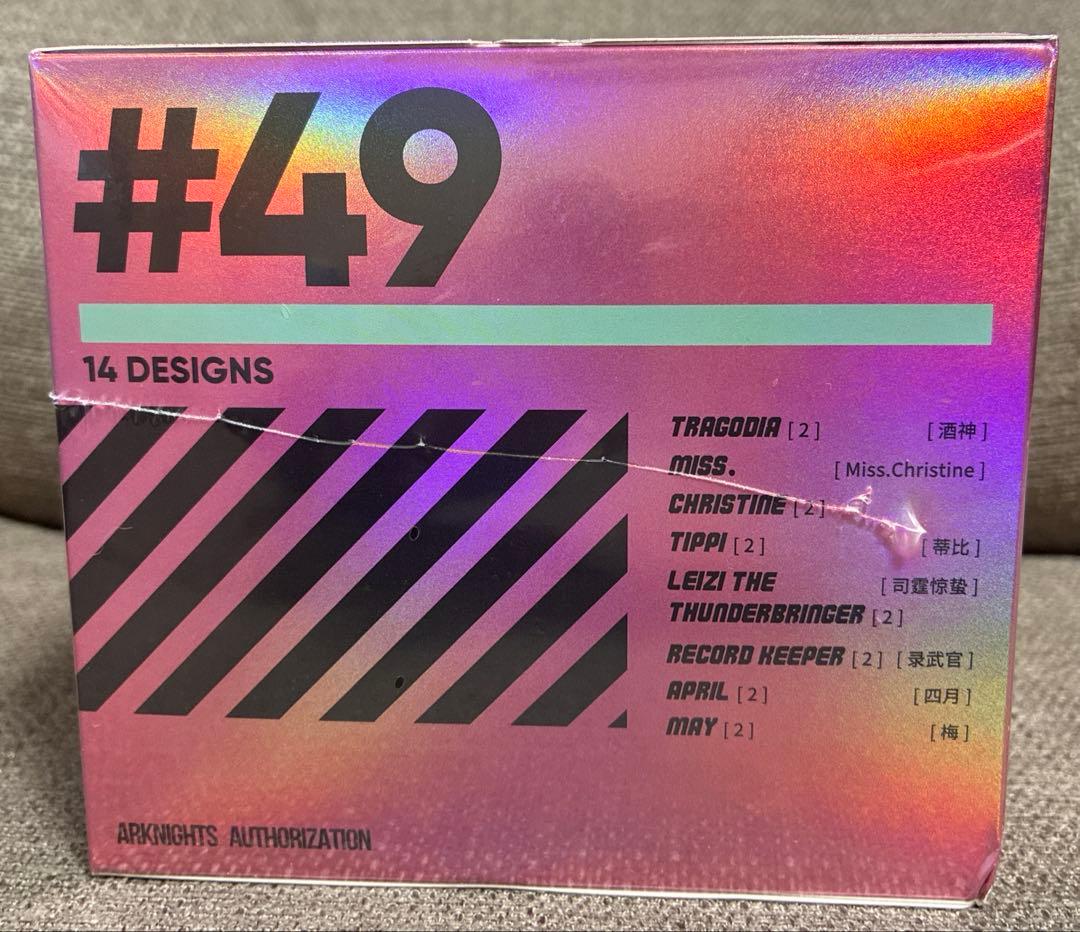 #49
14 DESIGNS
TRAGODIA [ 2 ] [ 酒神 ]
MISS. [ Miss.Christine ]
CHRISTINE [ 2 ]
TIPPI [ 2 ] [ 蒂比 ]
LEIZI THE [ 司霆惊蛰 ]
THUNDERBRINGER [ 2 ]
RECORD KEEPER [ 2 ] [ 录武官 ]
APRIL [ 2 ] [ 四月 ]
MAY [ 2 ] [ 梅 ]
ARKNIGHTS AUTHORIZATION